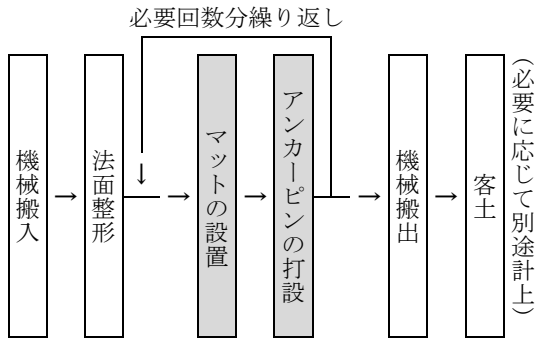 必要回数分繰り返し
機械搬入
→
法面整形
↓
→
マットの設置
→
アンカーピンの打設
→
機械搬出
→
客土
（必要に応じて別途計上）